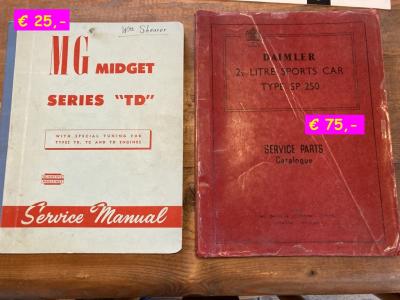 € 25,-
Wm Shearer
MG MIDGET
SERIES "TD"
WITH SPECIAL TUNING FOR
TYPES TB, TC AND TD ENGINES
Service Manual
DAIMLER
2½ LITRE SPORTS CAR
TYPE SP 250
€ 75,-
SERVICE PARTS
Catalogue